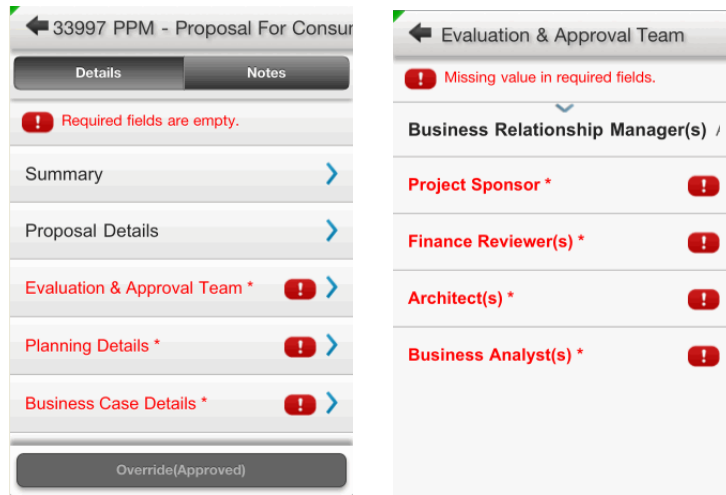 33997 PPM - Proposal For Consur
Details
Notes
Required fields are empty.
Summary
Proposal Details
Evaluation & Approval Team *
Planning Details *
Business Case Details *
Override(Approved)
Evaluation & Approval Team
Missing value in required fields.
Business Relationship Manager(s)
Project Sponsor *
Finance Reviewer(s) *
Architect(s) *
Business Analyst(s) *